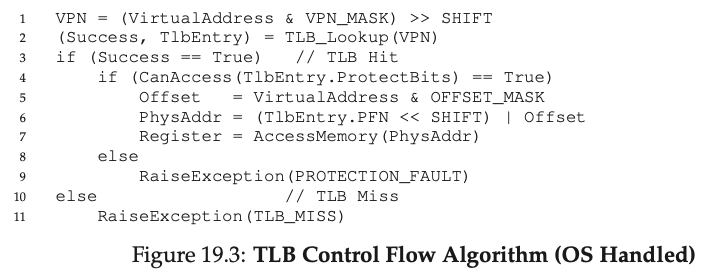 1 VPN = (VirtualAddress & VPN_MASK) >> SHIFT
2 (Success, TlbEntry) = TLB_Lookup(VPN)
3 if (Success == True) // TLB Hit
4 if (CanAccess(TlbEntry.ProtectBits) == True)
5 Offset = VirtualAddress & OFFSET_MASK
6 PhysAddr = (TlbEntry.PFN << SHIFT) | Offset
7 Register = AccessMemory(PhysAddr)
8 else
9 RaiseException(PROTECTION_FAULT)
10 else // TLB Miss
11 RaiseException(TLB_MISS)
Figure 19.3: TLB Control Flow Algorithm (OS Handled)